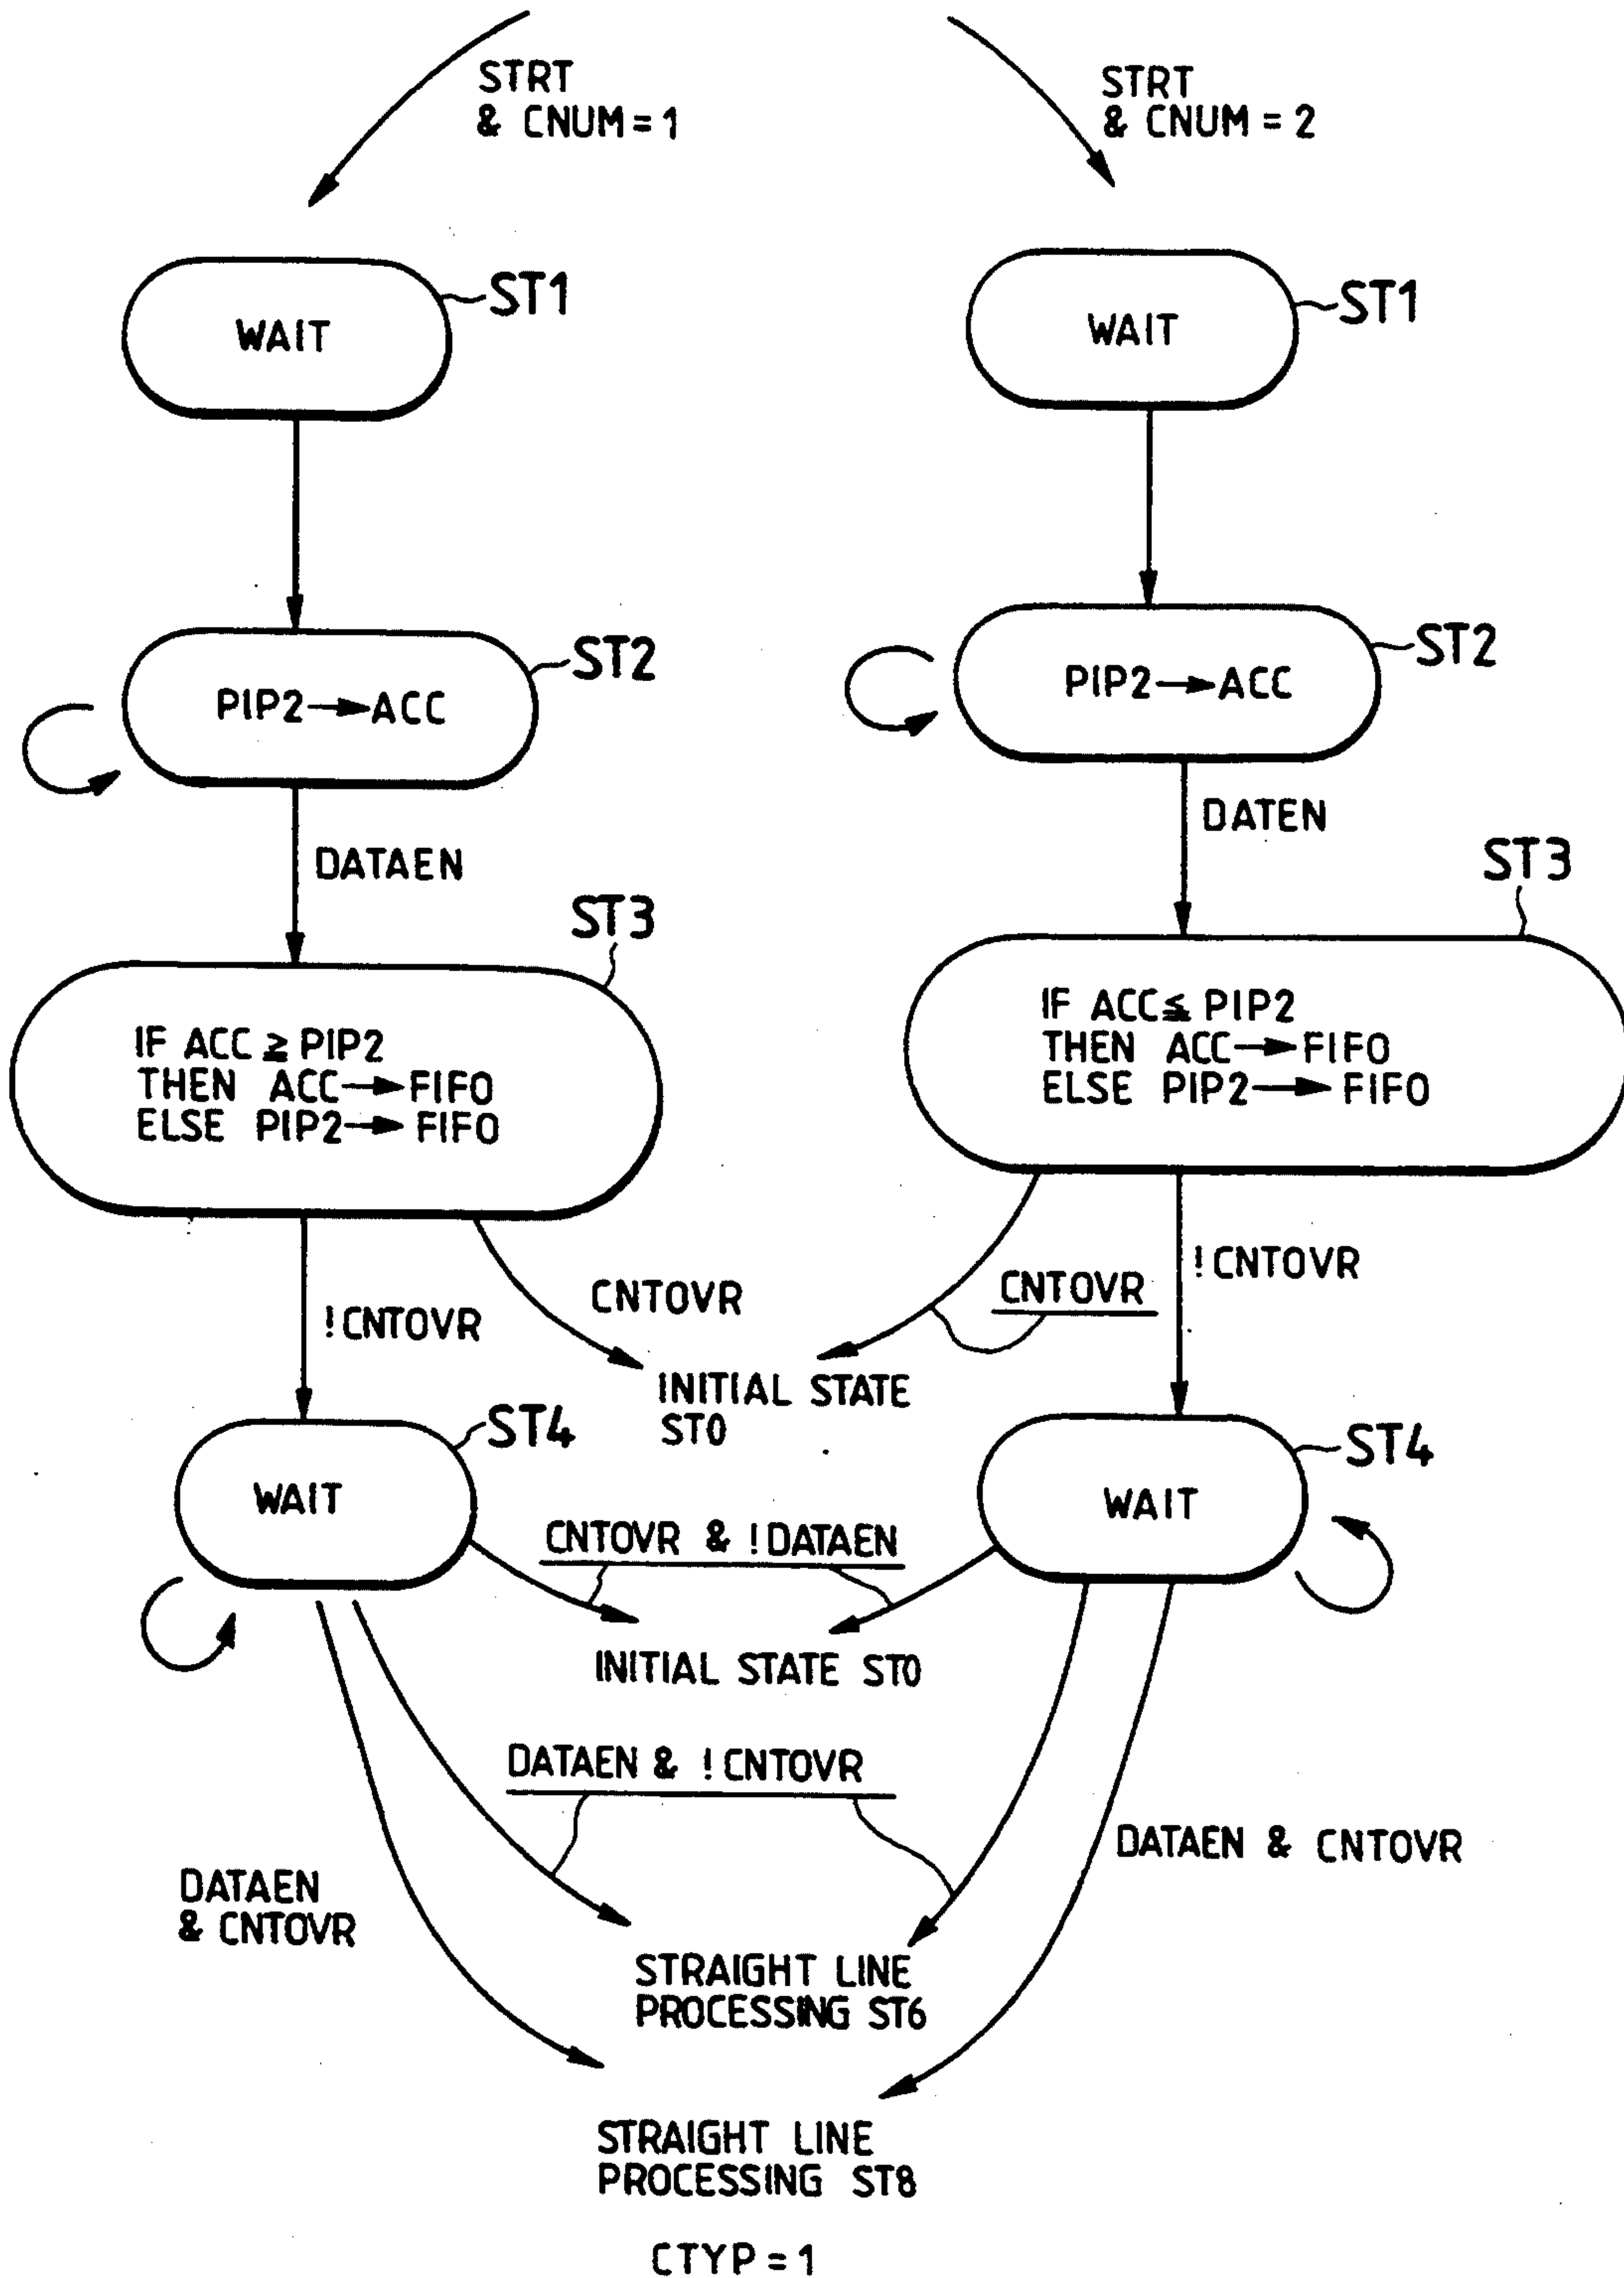 STRT
& CNUM = 1
STRT
& CNUM = 2
WAIT
ST1
WAIT
ST1
PIP2→ACC
ST2
PIP2→ACC
ST2
DATAEN
DATEN
ST3
ST3
IF ACC ≧ PIP2
THEN ACC→FIFO
ELSE PIP2→FIFO
IF ACC ≦ PIP2
THEN ACC→FIFO
ELSE PIP2→FIFO
!CNTOVR
CNTOVR
CNTOVR
!CNTOVR
INITIAL STATE
ST0
WAIT
ST4
WAIT
ST4
CNTOVR & !DATAEN
INITIAL STATE ST0
DATAEN & !CNTOVR
DATAEN
& CNTOVR
DATAEN & CNTOVR
STRAIGHT LINE
PROCESSING ST6
STRAIGHT LINE
PROCESSING ST8
CTYP = 1